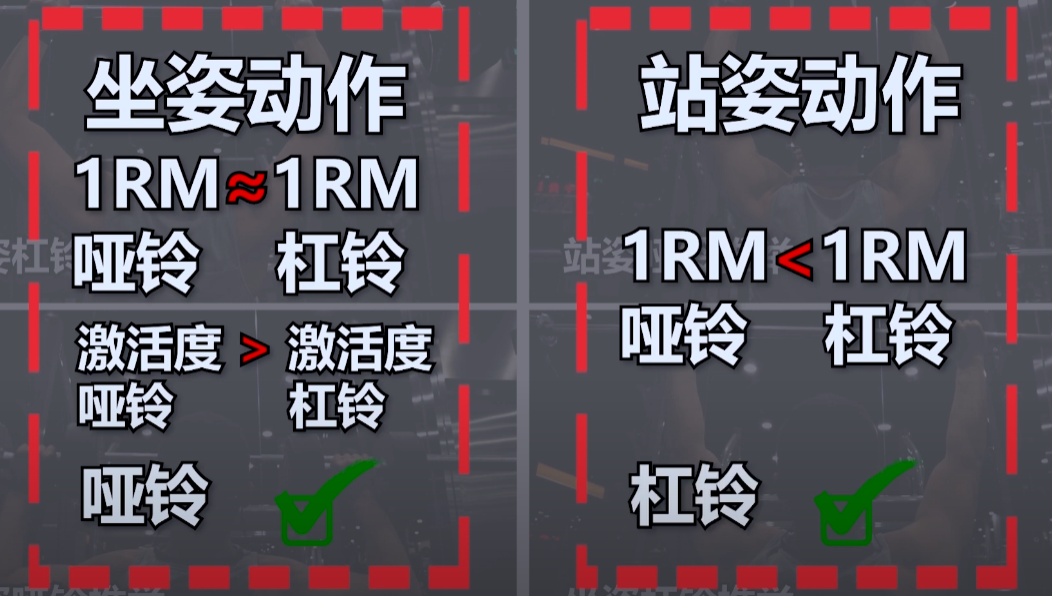 坐姿动作
1RM≈1RM
哑铃 杠铃
激活度 > 激活度
哑铃 杠铃
哑铃
站姿动作
1RM<1RM
哑铃 杠铃
杠铃